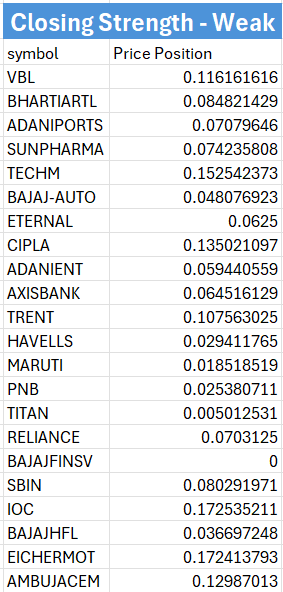 Closing Strength - Weak
symbol Price Position
VBL 0.116161616
BHARTIARTL 0.084821429
ADANIPORTS 0.07079646
SUNPHARMA 0.074235808
TECHM 0.152542373
BAJAJ-AUTO 0.048076923
ETERNAL 0.0625
CIPLA 0.135021097
ADANIENT 0.059440559
AXISBANK 0.064516129
TRENT 0.107563025
HAVELLS 0.029411765
MARUTI 0.018518519
PNB 0.025380711
TITAN 0.005012531
RELIANCE 0.0703125
BAJAJFINSV 0
SBIN 0.080291971
IOC 0.172535211
BAJAJHFL 0.036697248
EICHERMOT 0.172413793
AMBUJACEM 0.12987013